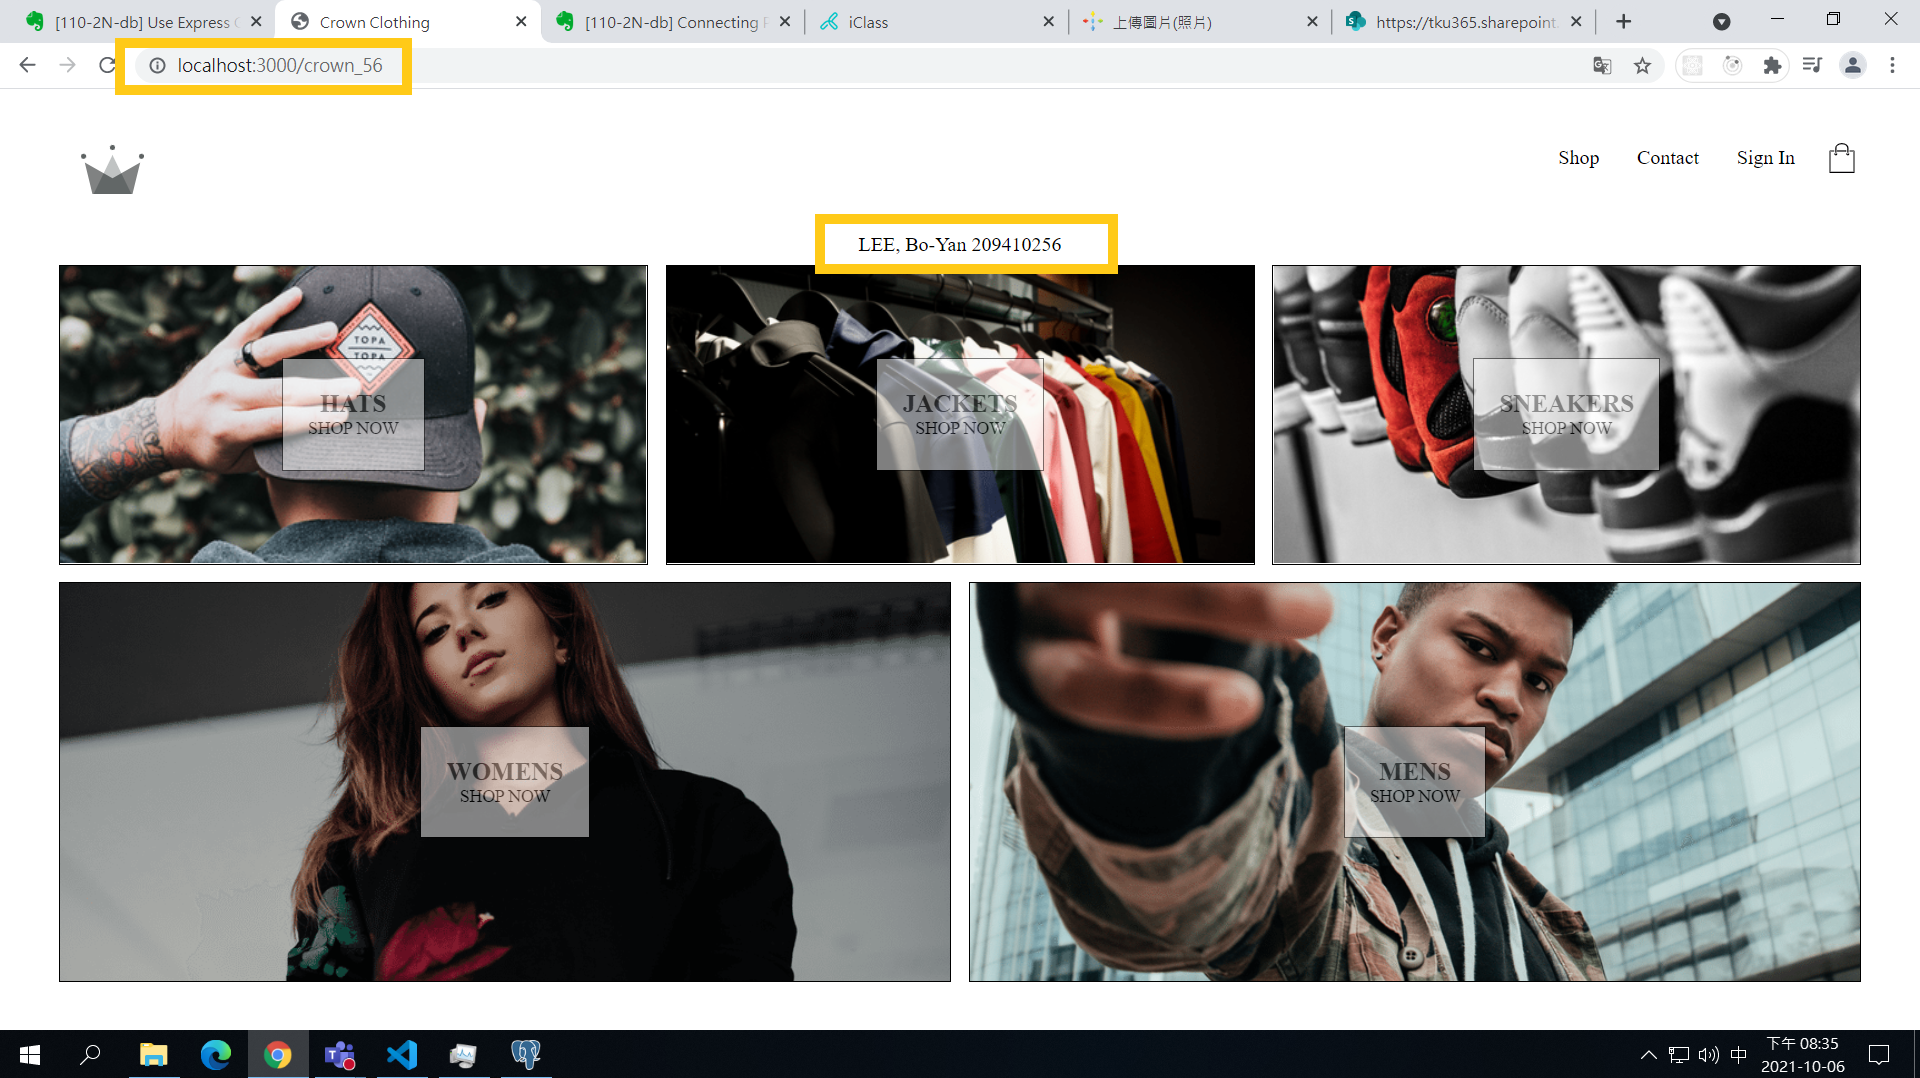 [110-2N-db] Use Express
Crown Clothing
[110-2N-db] Connecting
iClass
上傳圖片(照片)
https://tku365.sharepoint.
localhost:3000/crown_56
Shop
Contact
Sign In
LEE, Bo-Yan 209410256
TOPA
TOPA
HATS
SHOP NOW
JACKETS
SHOP NOW
SNEAKERS
SHOP NOW
WOMENS
SHOP NOW
MENS
SHOP NOW
中
下午 08:35
2021-10-06